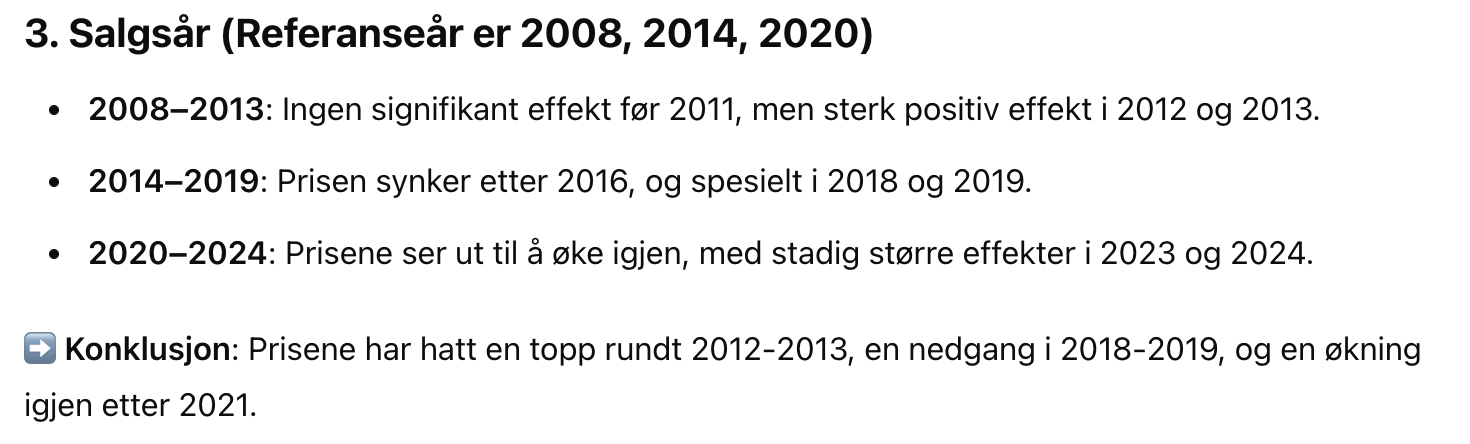 3. Salgsår (Referanseår er 2008, 2014, 2020)
• 2008–2013: Ingen signifikant effekt før 2011, men sterk positiv effekt i 2012 og 2013.
• 2014–2019: Prisen synker etter 2016, og spesielt i 2018 og 2019.
• 2020–2024: Prisene ser ut til å øke igjen, med stadig større effekter i 2023 og 2024.
➡️ Konklusjon: Prisene har hatt en topp rundt 2012-2013, en nedgang i 2018-2019, og en økning
igjen etter 2021.